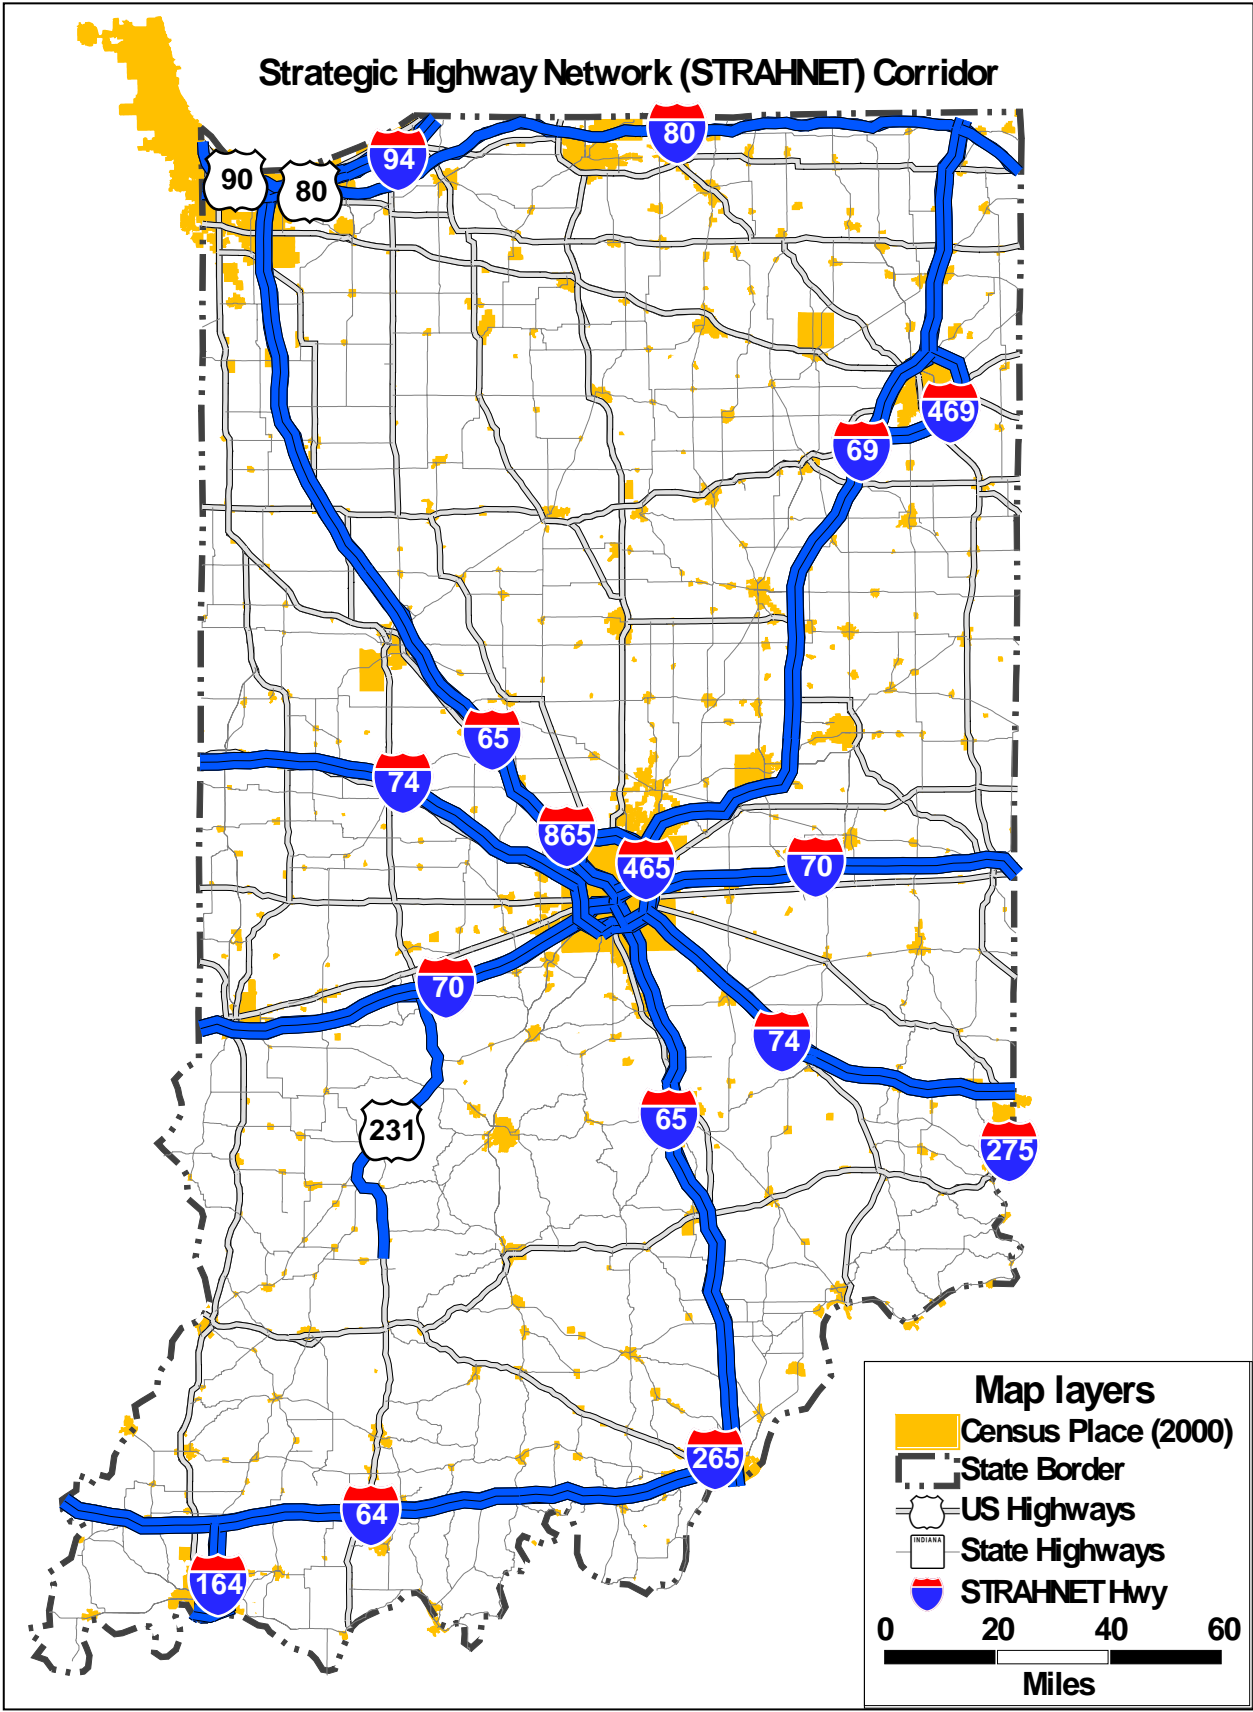 Strategic Highway Network (STRAHNET) Corridor
80
94
90
80
469
69
65
74
865
465
70
70
74
231
65
275
265
64
164
Map layers
Census Place (2000)
State Border
US Highways
INDIANA
State Highways
STRAHNET Hwy
0 20 40 60
Miles